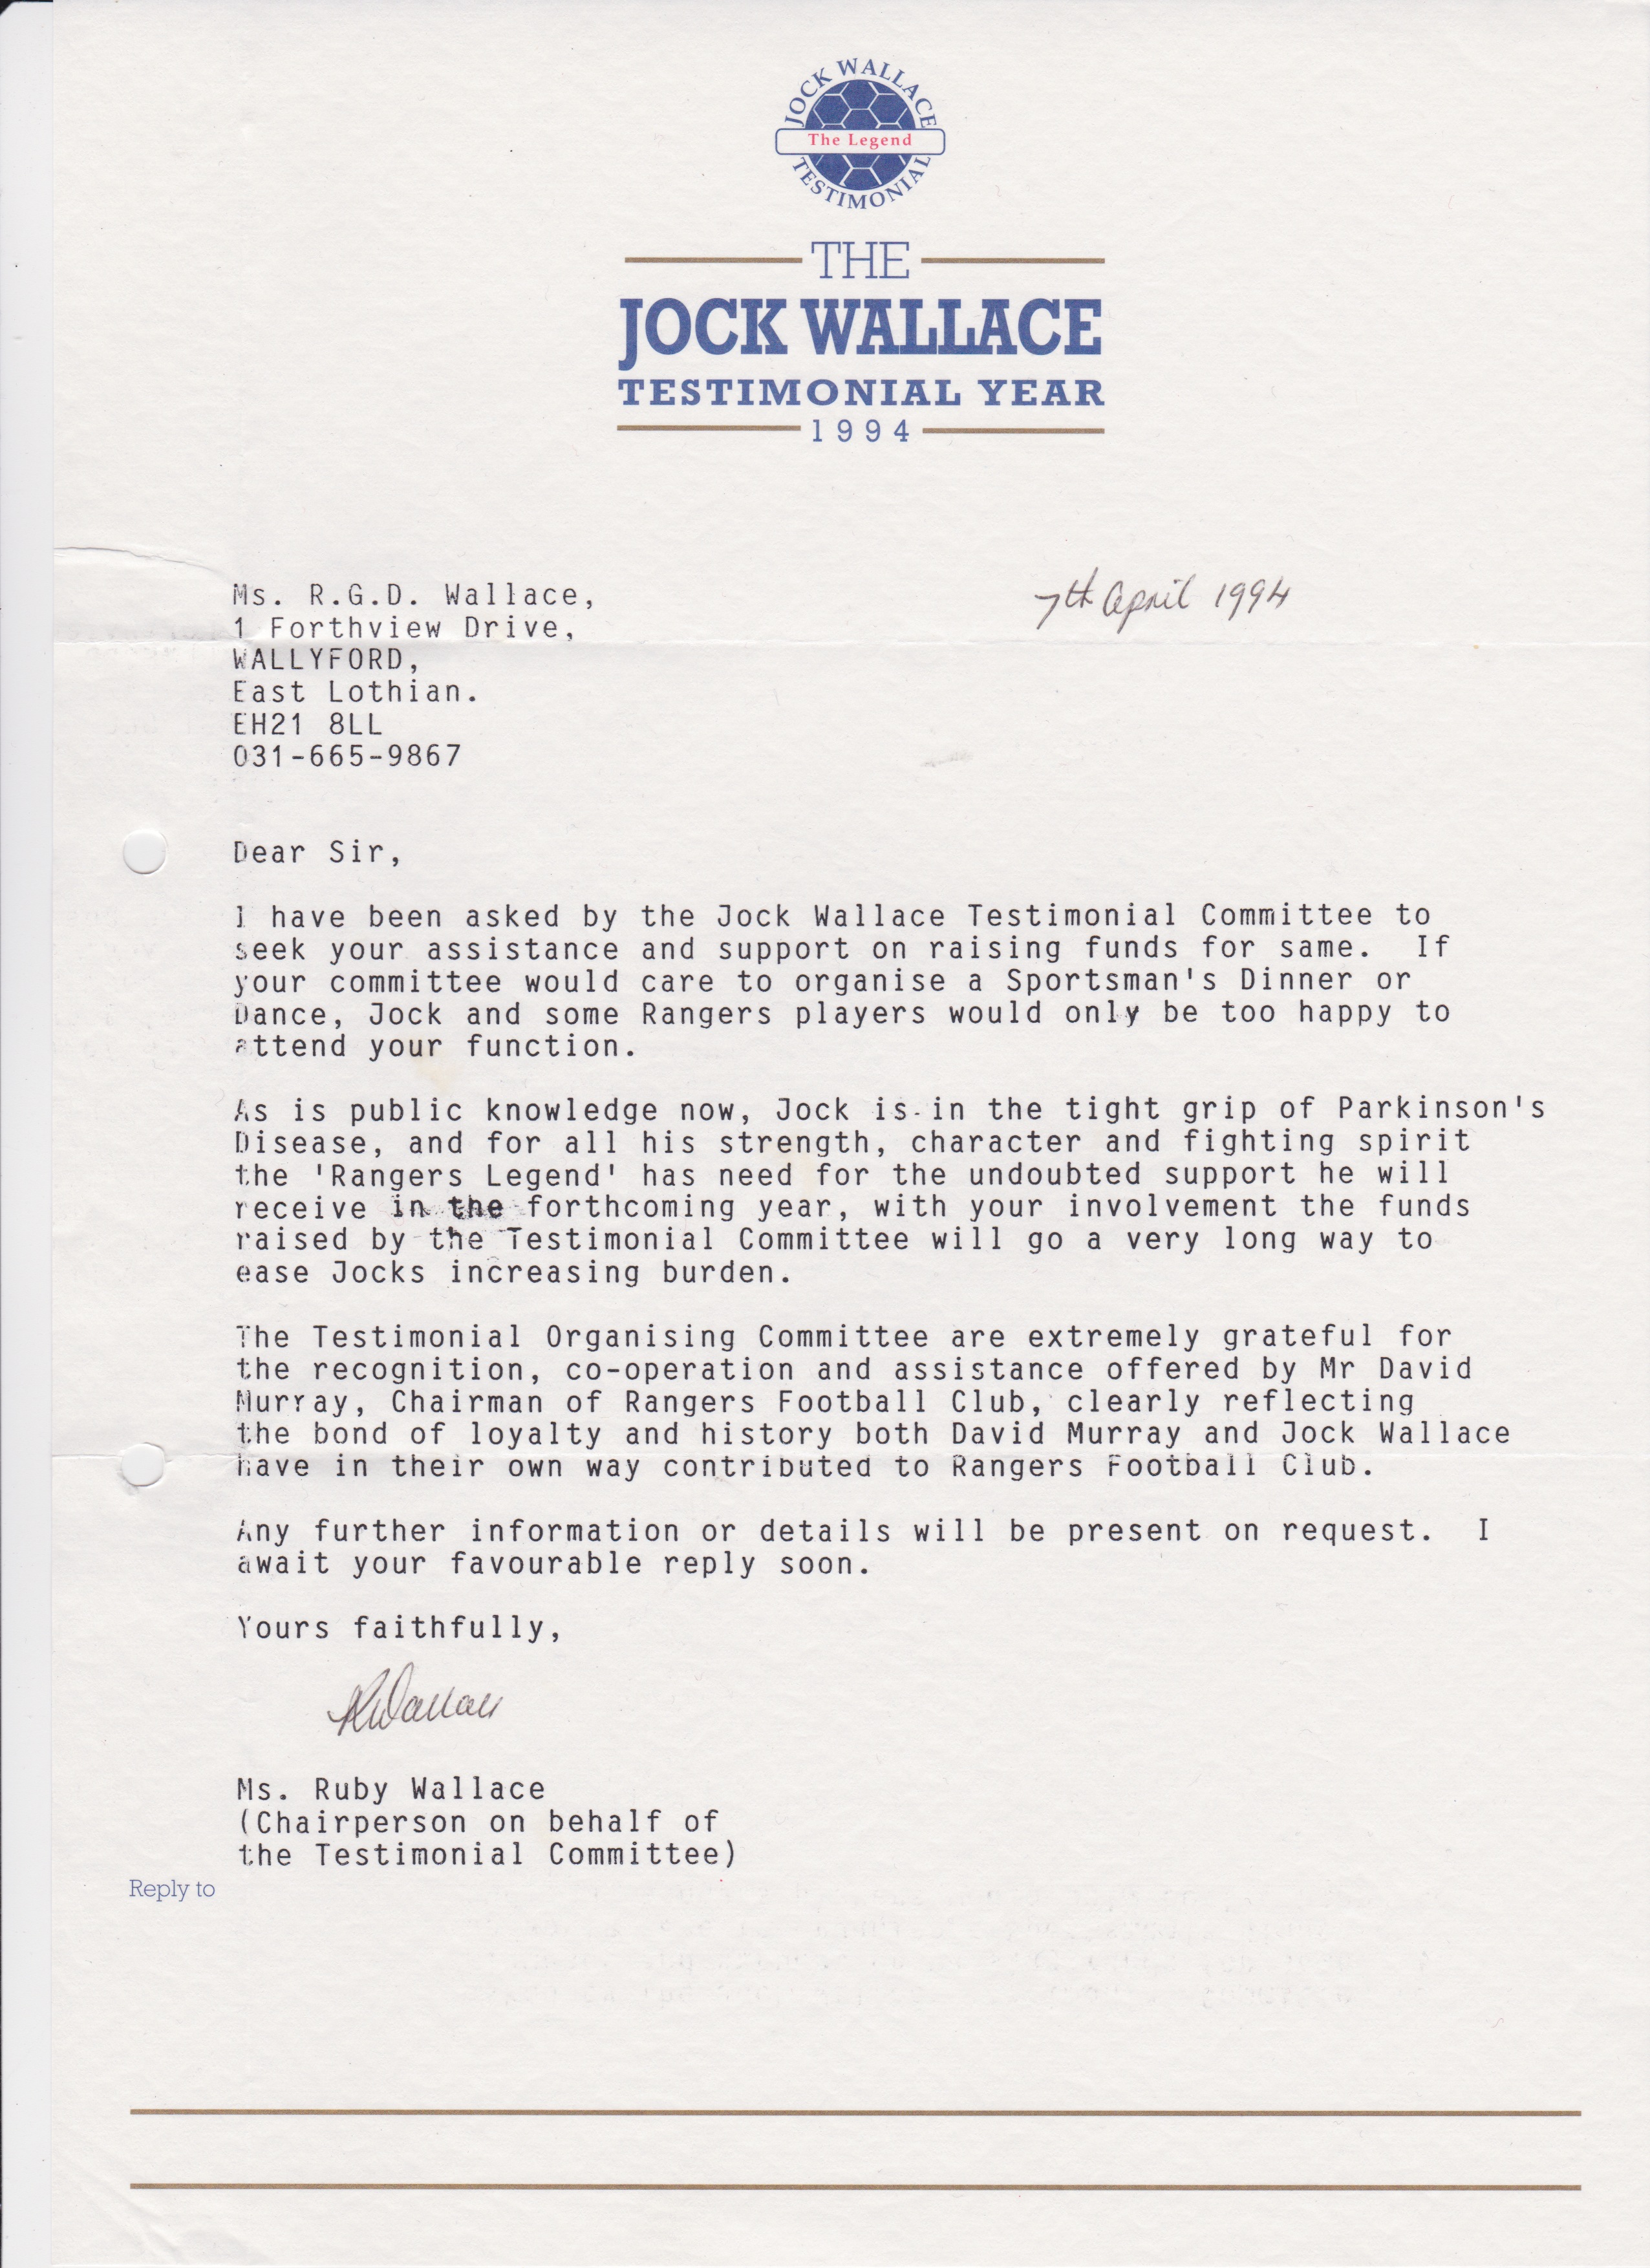 JOCK WALLACE
The Legend
TESTIMONIAL
THE
JOCK WALLACE
TESTIMONIAL YEAR
1994
7th April 1994
Ms. R.G.D. Wallace,
1 Forthview Drive,
WALLYFORD,
East Lothian.
EH21 8LL
031-665-9867
Dear Sir,
I have been asked by the Jock Wallace Testimonial Committee to
seek your assistance and support on raising funds for same. If
your committee would care to organise a Sportsman's Dinner or
Dance, Jock and some Rangers players would only be too happy to
attend your function.
As is public knowledge now, Jock is in the tight grip of Parkinson's
Disease, and for all his strength, character and fighting spirit
the 'Rangers Legend' has need for the undoubted support he will
receive in the forthcoming year, with your involvement the funds
raised by the Testimonial Committee will go a very long way to
ease Jocks increasing burden.
The Testimonial Organising Committee are extremely grateful for
the recognition, co-operation and assistance offered by Mr David
Murray, Chairman of Rangers Football Club, clearly reflecting
the bond of loyalty and history both David Murray and Jock Wallace
have in their own way contributed to Rangers Football Club.
Any further information or details will be present on request. I
await your favourable reply soon.
Yours faithfully,
RWallace
Ms. Ruby Wallace
(Chairperson on behalf of
the Testimonial Committee)
Reply to